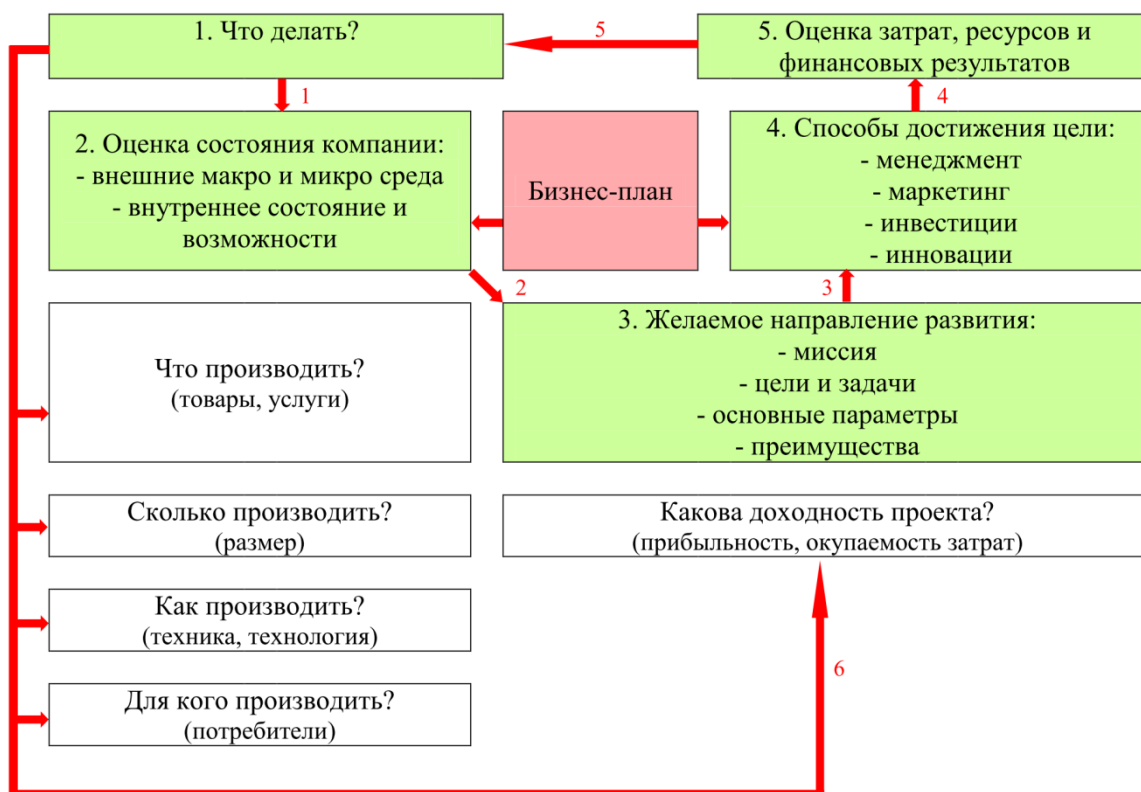 1. Что делать?
5
5. Оценка затрат, ресурсов и
финансовых результатов
1
4
2. Оценка состояния компании:
- внешние макро и микро среда
- внутреннее состояние и
возможности
Бизнес-план
4. Способы достижения цели:
- менеджмент
- маркетинг
- инвестиции
- инновации
2
3
Что производить?
(товары, услуги)
3. Желаемое направление развития:
- миссия
- цели и задачи
- основные параметры
- преимущества
Сколько производить?
(размер)
Какова доходность проекта?
(прибыльность, окупаемость затрат)
Как производить?
(техника, технология)
6
Для кого производить?
(потребители)